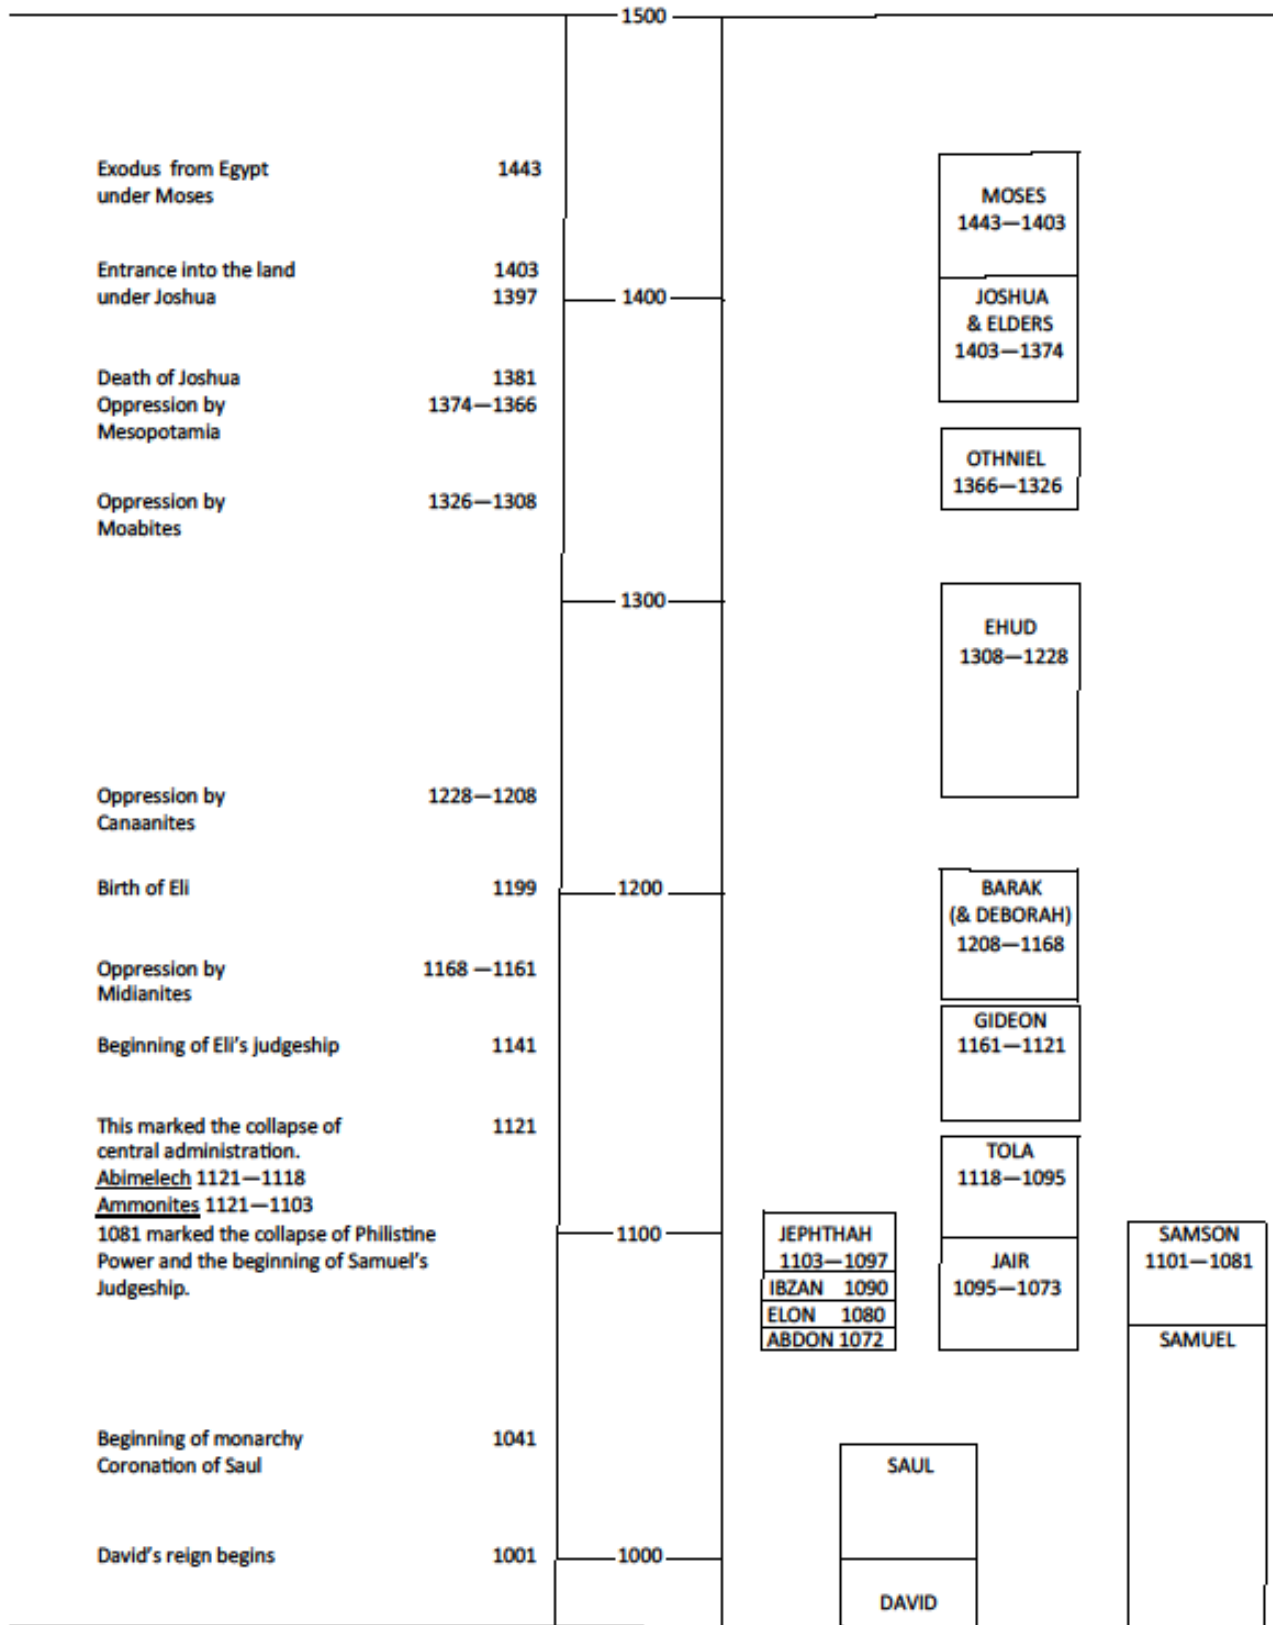 1500
Exodus from Egypt 1443
under Moses
MOSES
1443—1403
Entrance into the land 1403
under Joshua 1397
1400
JOSHUA
& ELDERS
1403—1374
Death of Joshua 1381
Oppression by 1374—1366
Mesopotamia
OTHNIEL
1366—1326
Oppression by 1326—1308
Moabites
1300
EHUD
1308—1228
Oppression by 1228—1208
Canaanites
Birth of Eli 1199
1200
BARAK
(& DEBORAH)
1208—1168
Oppression by 1168 —1161
Midianites
GIDEON
1161—1121
Beginning of Eli's judgeship 1141
This marked the collapse of 1121
central administration.
Abimelech 1121—1118
Ammonites 1121—1103
TOLA
1118—1095
1081 marked the collapse of Philistine
Power and the beginning of Samuel's
Judgeship.
1100
JEPHTHAH
1103—1097
IBZAN 1090
ELON 1080
ABDON 1072
JAIR
1095—1073
SAMSON
1101—1081
SAMUEL
Beginning of monarchy 1041
Coronation of Saul
SAUL
David's reign begins 1001
1000
DAVID